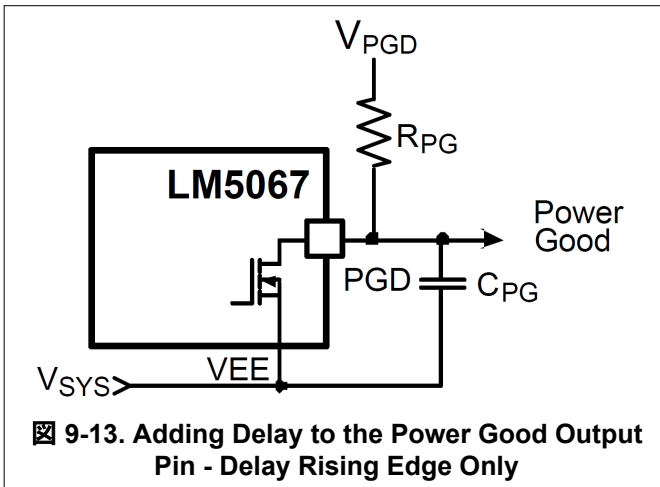 VPGD
RPG
LM5067
Power
Good
PGD
CPG
VEE
VSYS
図 9-13. Adding Delay to the Power Good Output
Pin - Delay Rising Edge Only